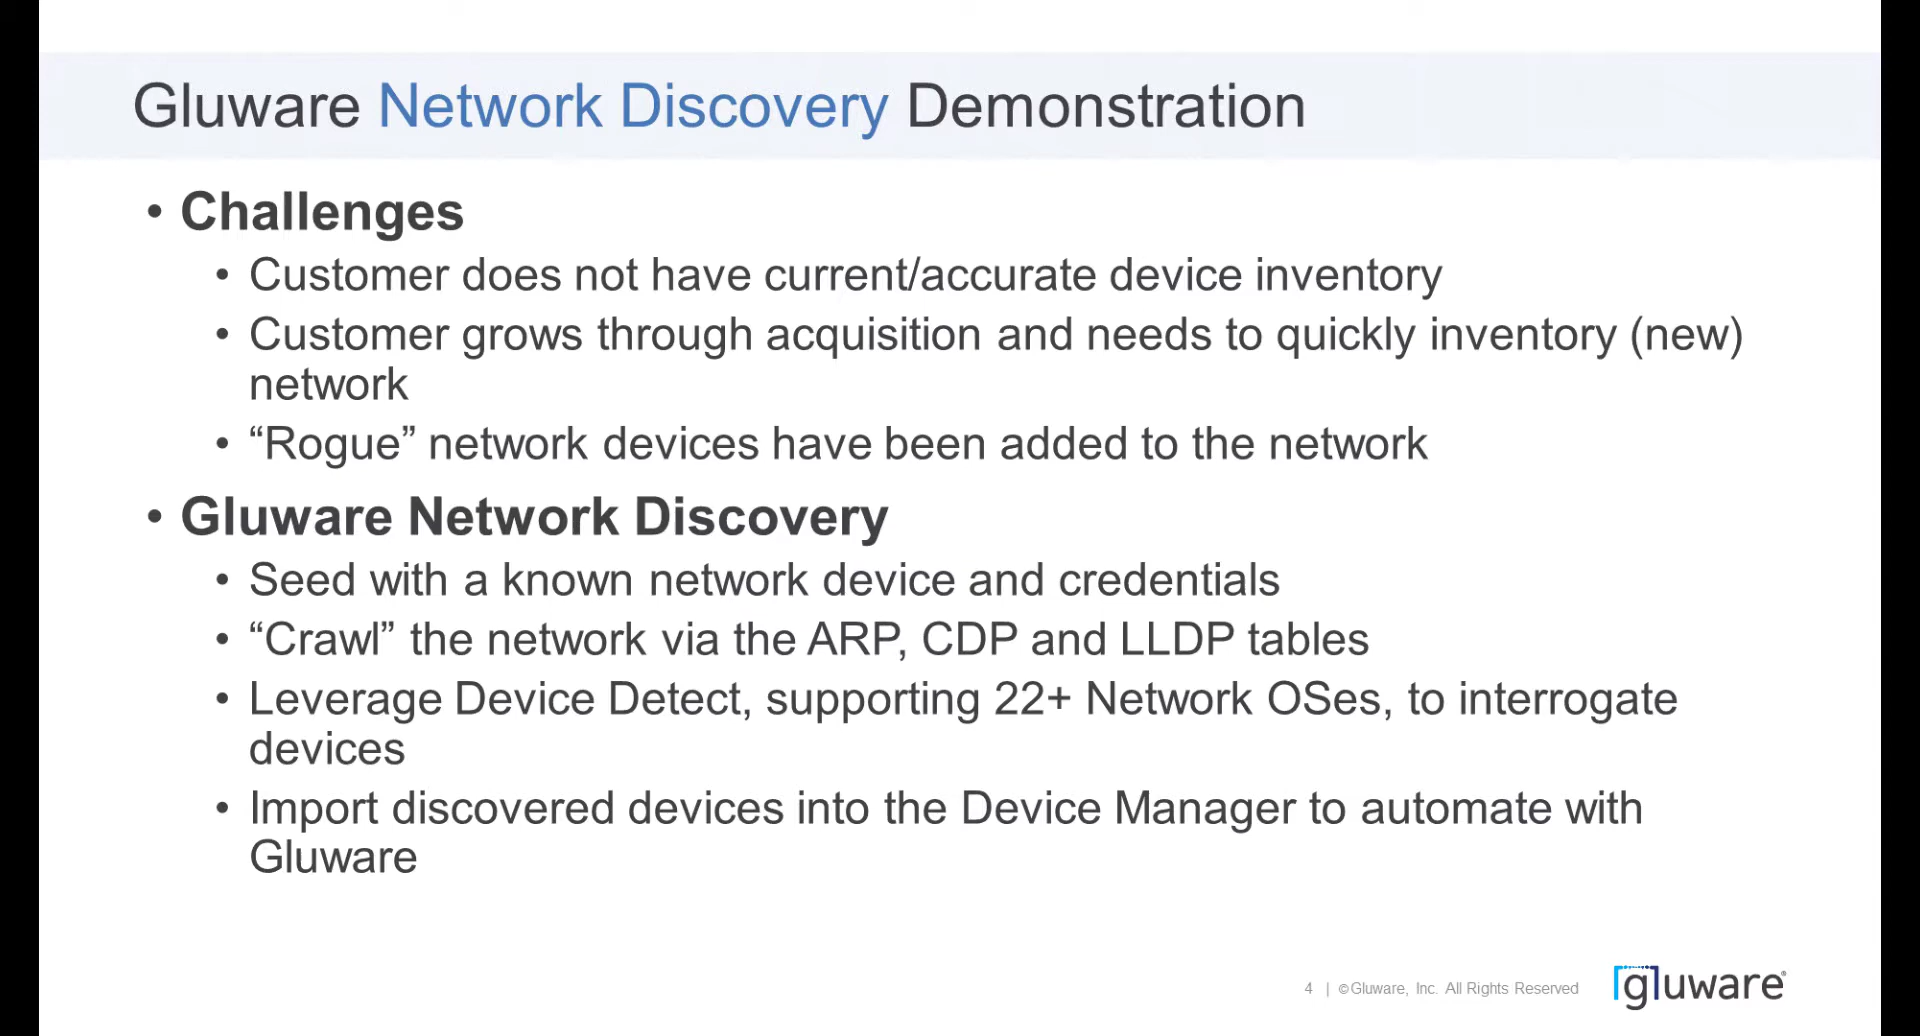 Gluware Network Discovery Demonstration
• Challenges
• Customer does not have current/accurate device inventory
• Customer grows through acquisition and needs to quickly inventory (new)
network
• “Rogue” network devices have been added to the network
• Gluware Network Discovery
• Seed with a known network device and credentials
• “Crawl” the network via the ARP, CDP and LLDP tables
• Leverage Device Detect, supporting 22+ Network OSes, to interrogate
devices
• Import discovered devices into the Device Manager to automate with
Gluware
4 | ©Gluware, Inc. All Rights Reserved
[g]luware®